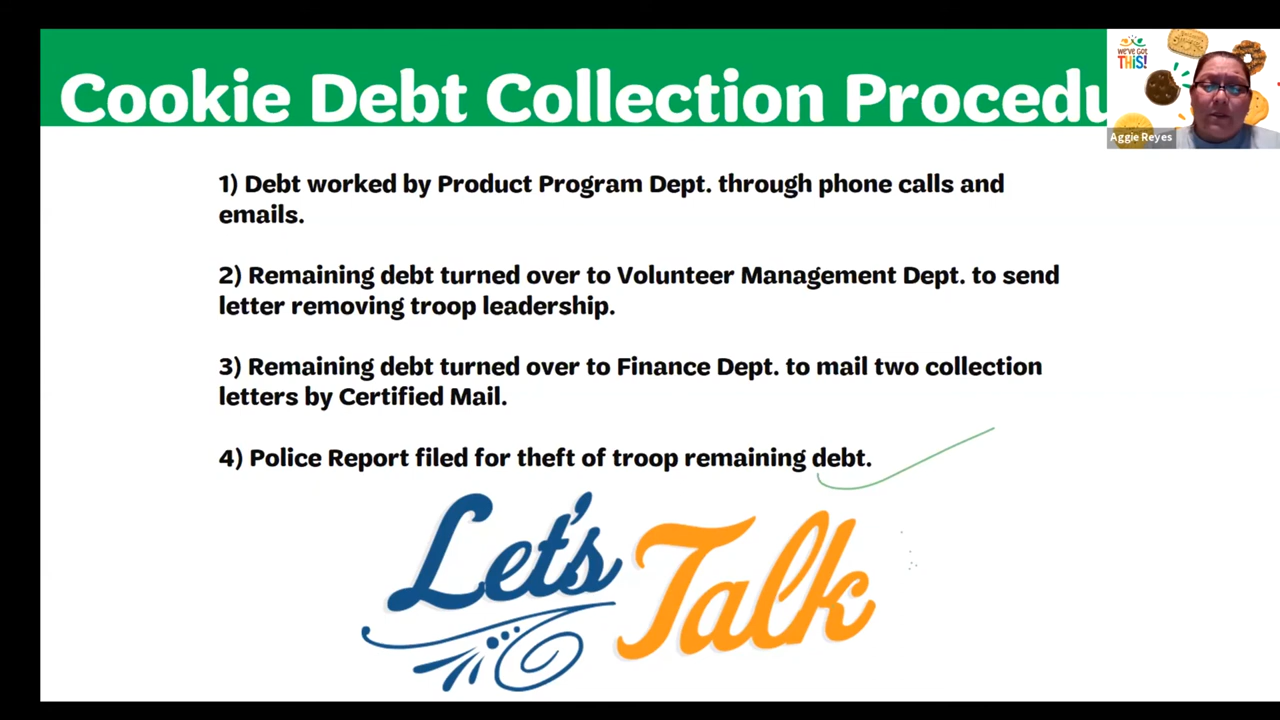 Cookie Debt Collection Procedu
WE'VE GOT
THiS!
Aggie Reyes
1) Debt worked by Product Program Dept. through phone calls and
emails.
2) Remaining debt turned over to Volunteer Management Dept. to send
letter removing troop leadership.
3) Remaining debt turned over to Finance Dept. to mail two collection
letters by Certified Mail.
4) Police Report filed for theft of troop remaining debt.
Let's Talk